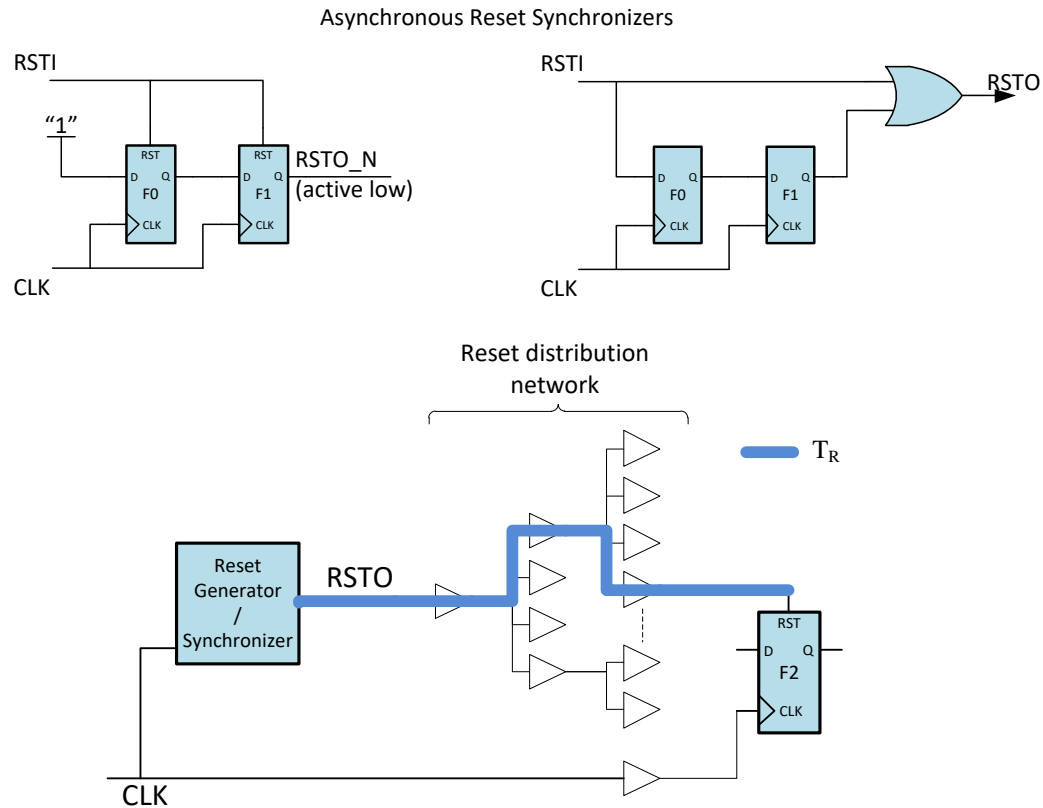 Asynchronous Reset Synchronizers
RSTI
“1”
RST
D
Q
F0
CLK
RST
D
Q
F1
CLK
RSTO_N
(active low)
CLK
RSTI
RSTO
D
Q
F0
CLK
D
Q
F1
CLK
CLK
Reset distribution
network
T_R
Reset
Generator
/
Synchronizer
RSTO
RST
D
Q
F2
CLK
CLK